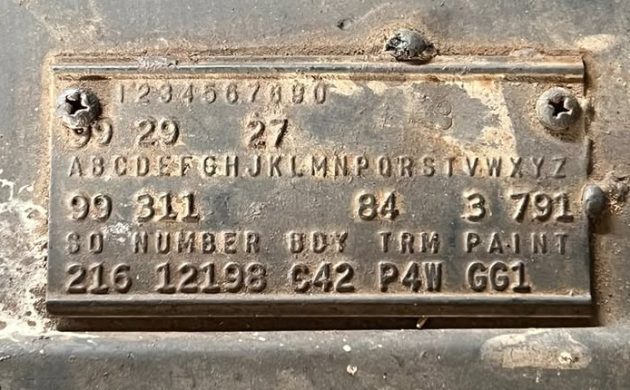 1234567890
99 29 27
ABCDEFGHJKLMNPQRSTVWXYZ
99 311 84 3 791
SO NUMBER BDY TRM PAINT
216 12198 C42 P4W GG1